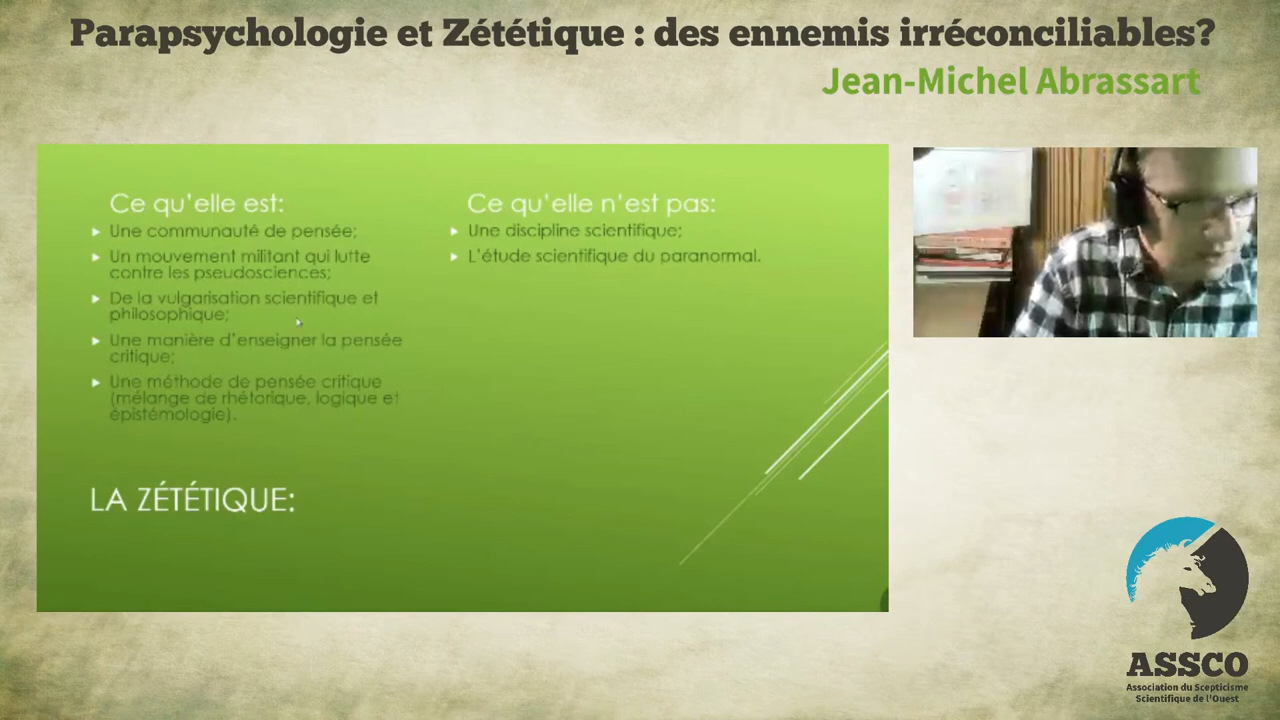 Parapsychologie et Zététique : des ennemis irréconciliables?
Jean-Michel Abrassart
Ce qu'elle est:
Une communauté de pensée;
Un mouvement militant qui lutte
contre les pseudosciences;
De la vulgarisation scientifique et
philosophique;
Une manière d'enseigner la pensée
critique;
Une méthode de pensée critique
(mélange de rhétorique, logique et
épistémologie).
Ce qu'elle n'est pas:
Une discipline scientifique;
L'étude scientifique du paranormal.
LA ZÉTÉTIQUE:
ASSCO
Association du Scepticisme
Scientifique de l'Ouest